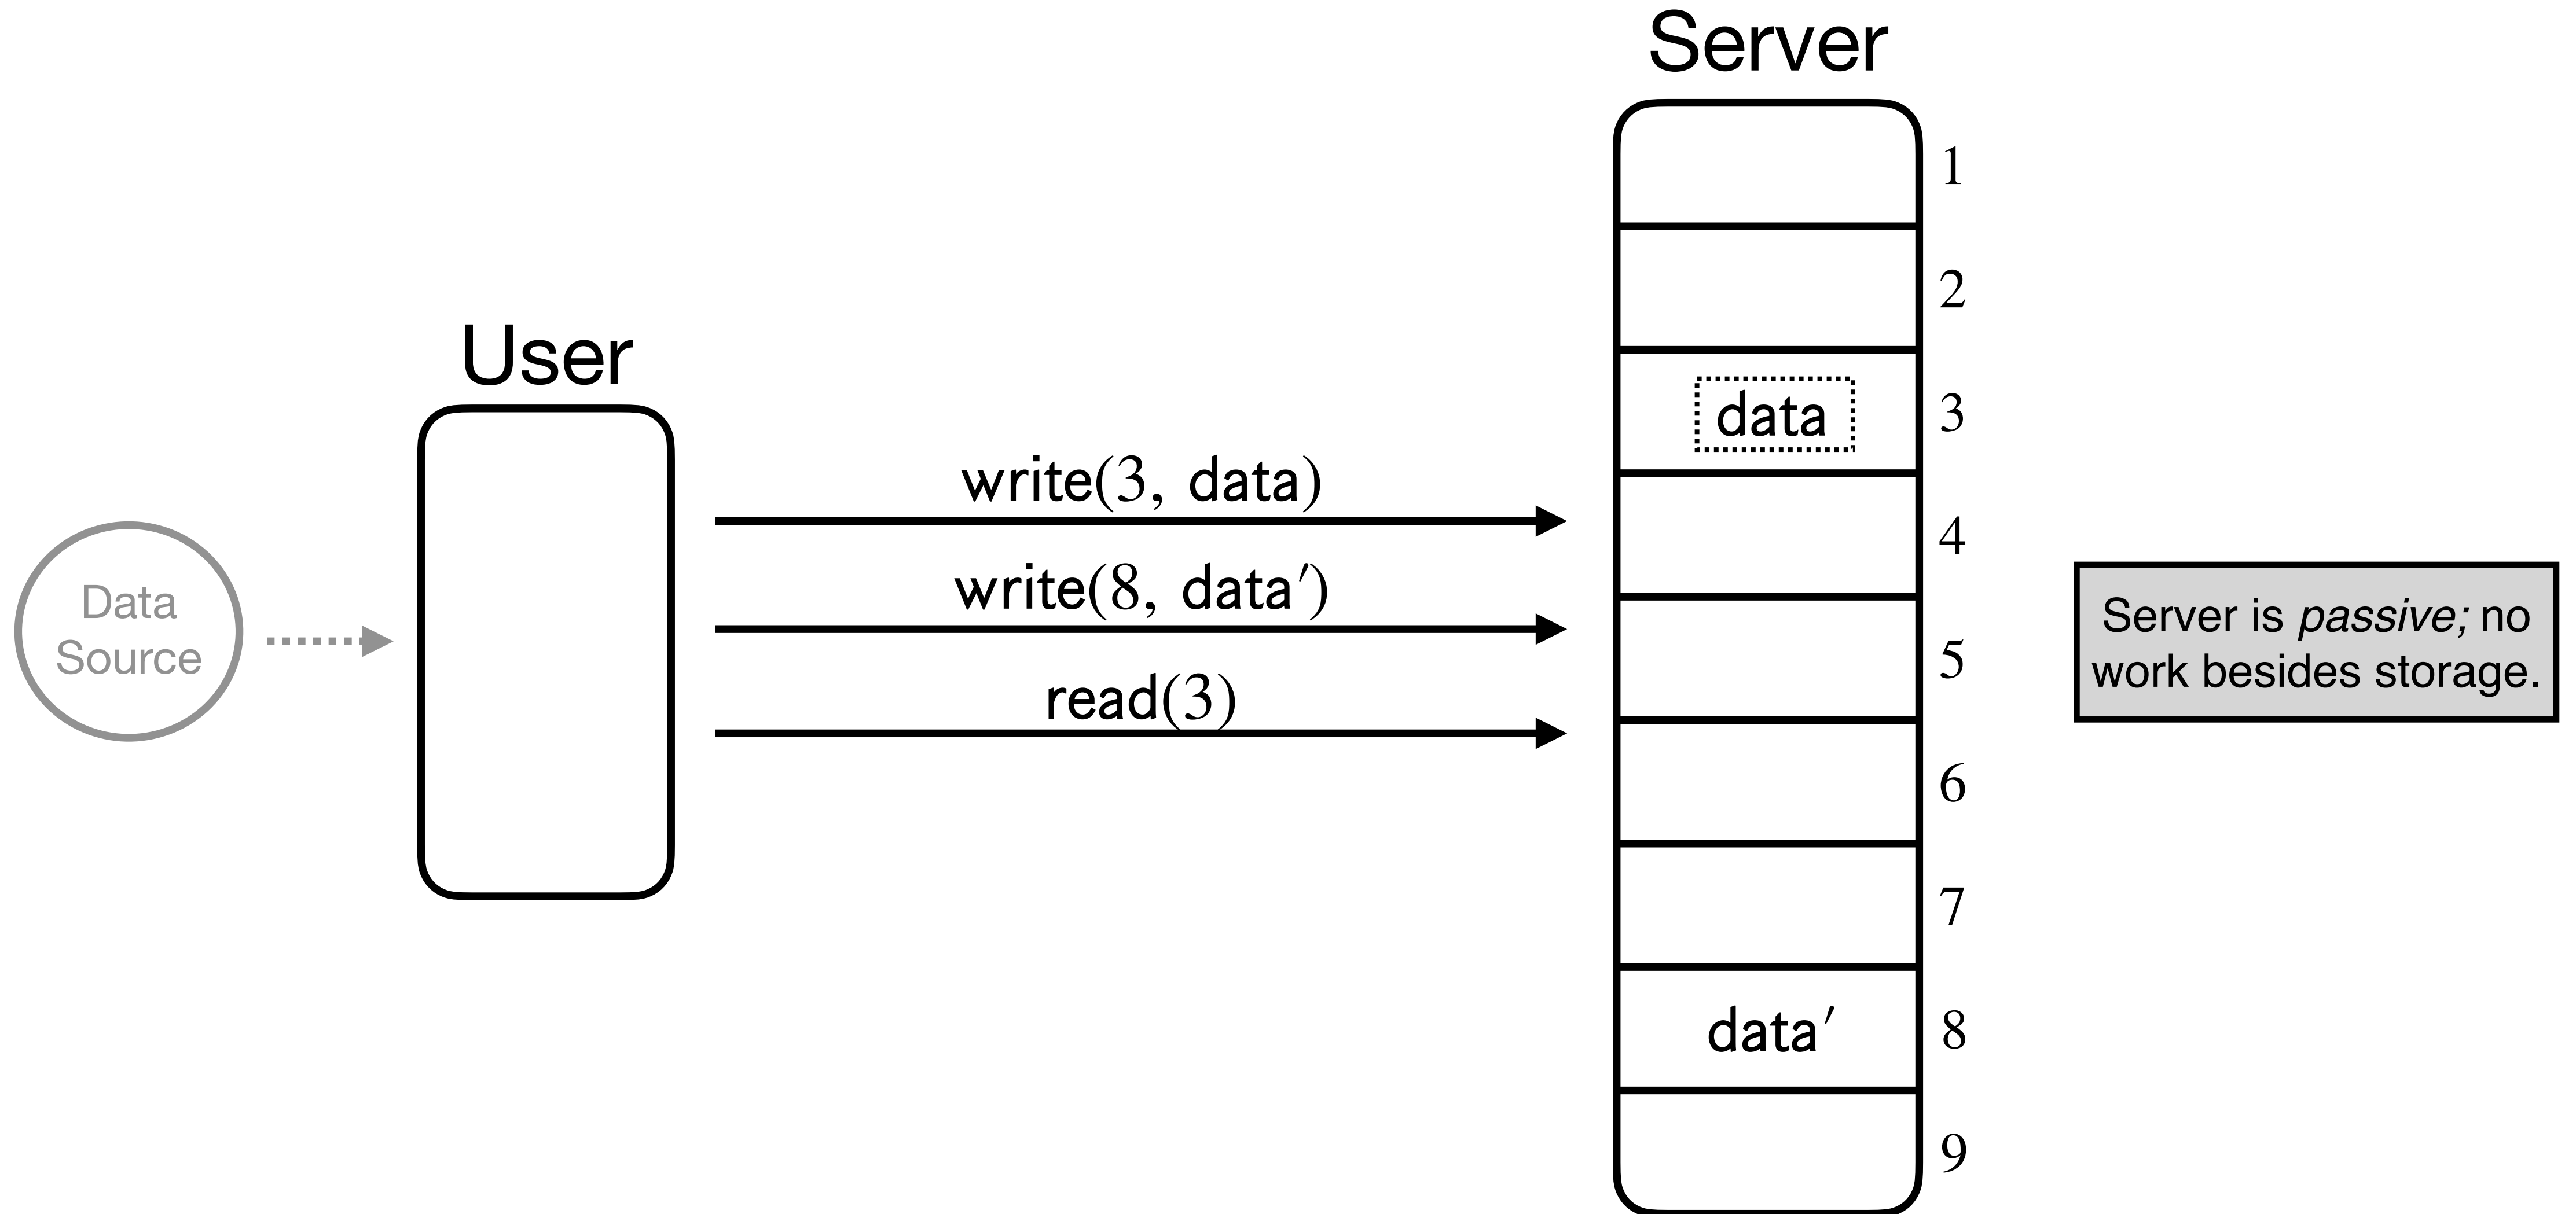 Server
User
Data
Source
write(3, data)
write(8, data′)
read(3)
1
2
data 3
4
5
6
7
data′ 8
9
Server is passive; no
work besides storage.